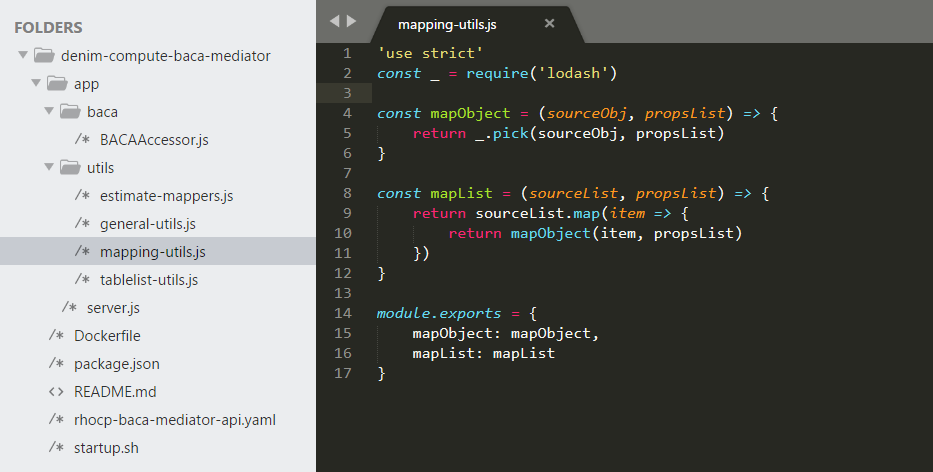 FOLDERS
denim-compute-baca-mediator
app
baca
/* BACAAccessor.js
utils
/* estimate-mappers.js
/* general-utils.js
/* mapping-utils.js
/* tablelist-utils.js
/* server.js
/* Dockerfile
/* package.json
<> README.md
/* rhocp-baca-mediator-api.yaml
/* startup.sh
mapping-utils.js ×
1 'use strict'
2 const _ = require('lodash')
3
4 const mapObject = (sourceObj, propsList) => {
5     return _.pick(sourceObj, propsList)
6 }
7
8 const mapList = (sourceList, propsList) => {
9     return sourceList.map(item => {
10         return mapObject(item, propsList)
11     })
12 }
13
14 module.exports = {
15     mapObject: mapObject,
16     mapList: mapList
17 }